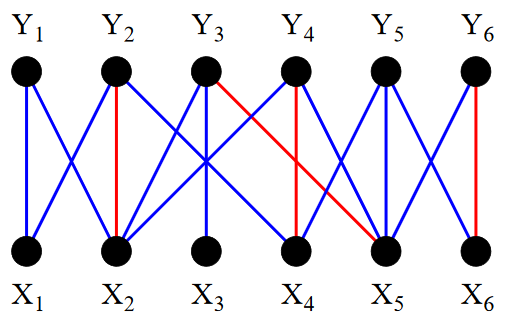 Y₁ Y₂ Y₃ Y₄ Y₅ Y₆
X₁ X₂ X₃ X₄ X₅ X₆